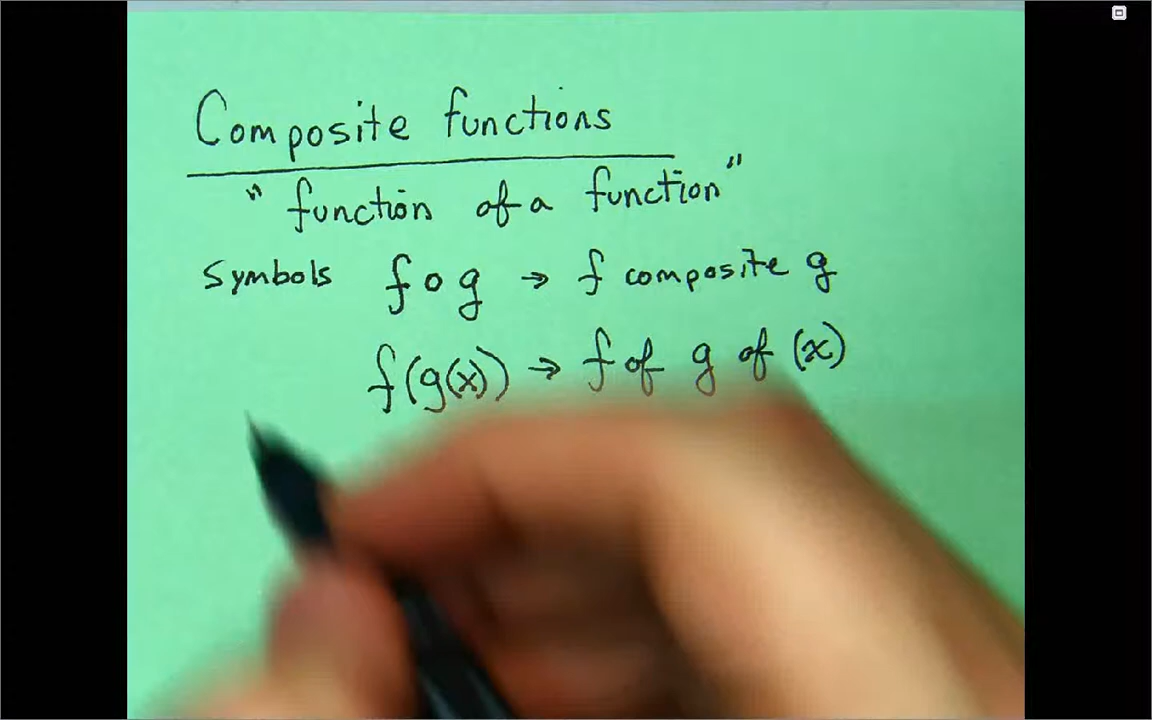 Composite functions
"function of a function"
Symbols f o g → f composite g
f(g(x)) → f of g of (x)